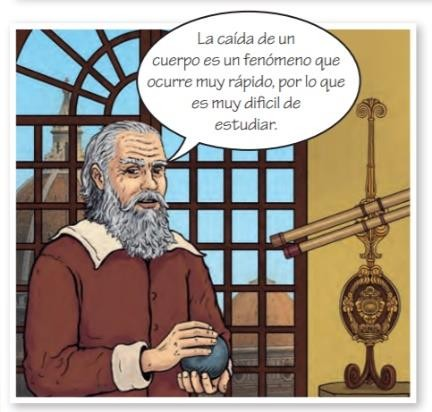 La caída de un
cuerpo es un fenómeno que
ocurre muy rápido, por lo que
es muy dificil de
estudiar.